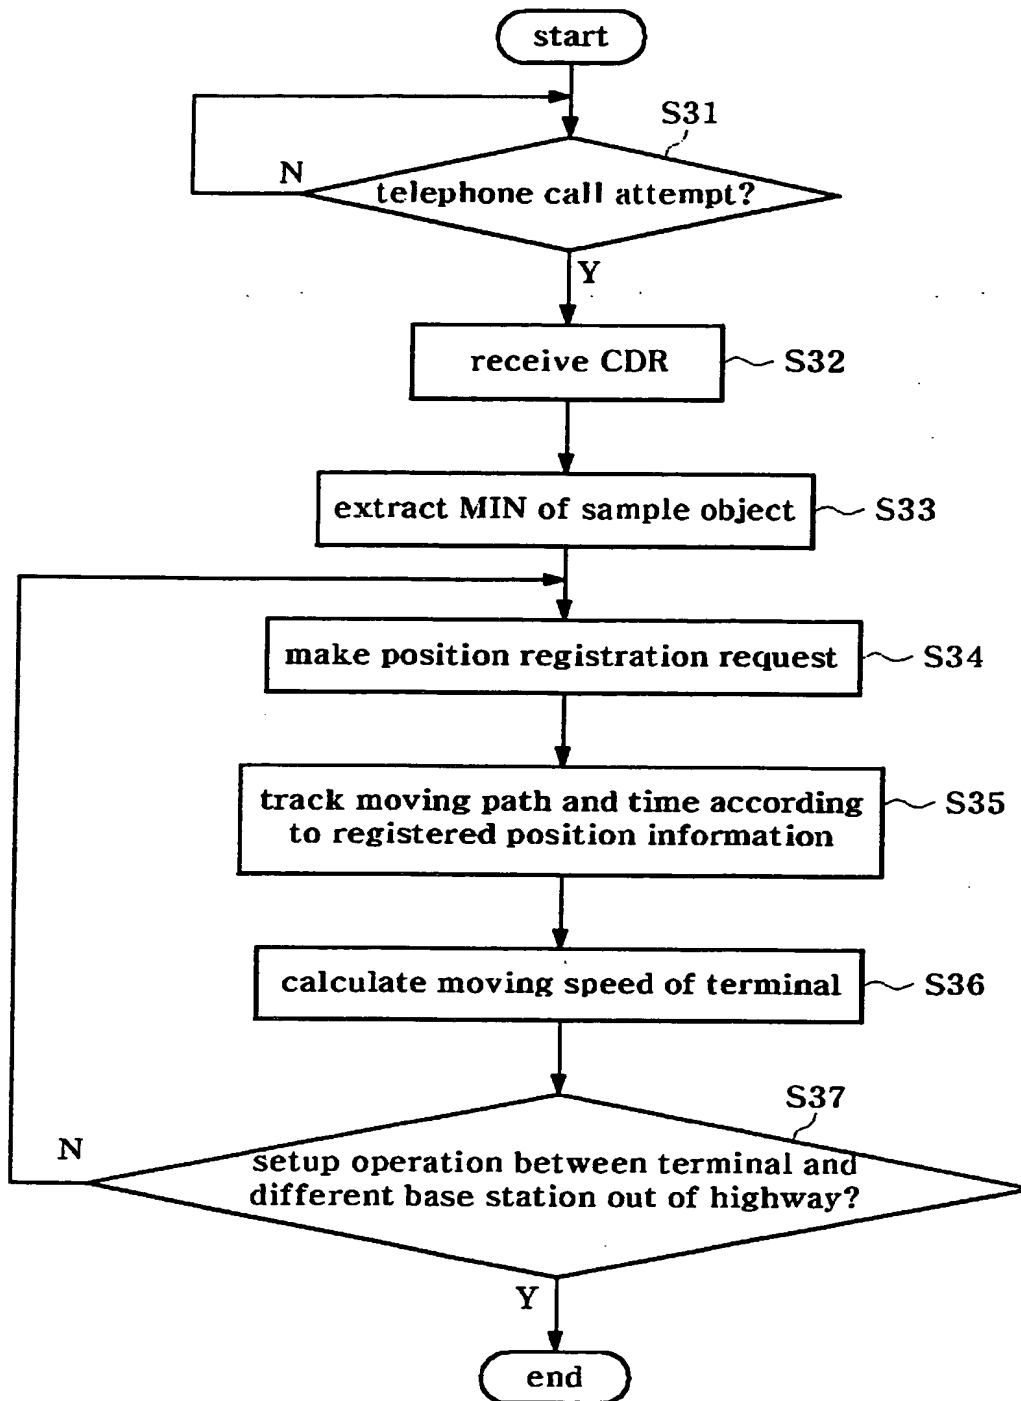 start
S31
N
telephone call attempt?
Y
receive CDR
S32
extract MIN of sample object
S33
make position registration request
S34
track moving path and time according
to registered position information
S35
calculate moving speed of terminal
S36
S37
N
setup operation between terminal and
different base station out of highway?
Y
end